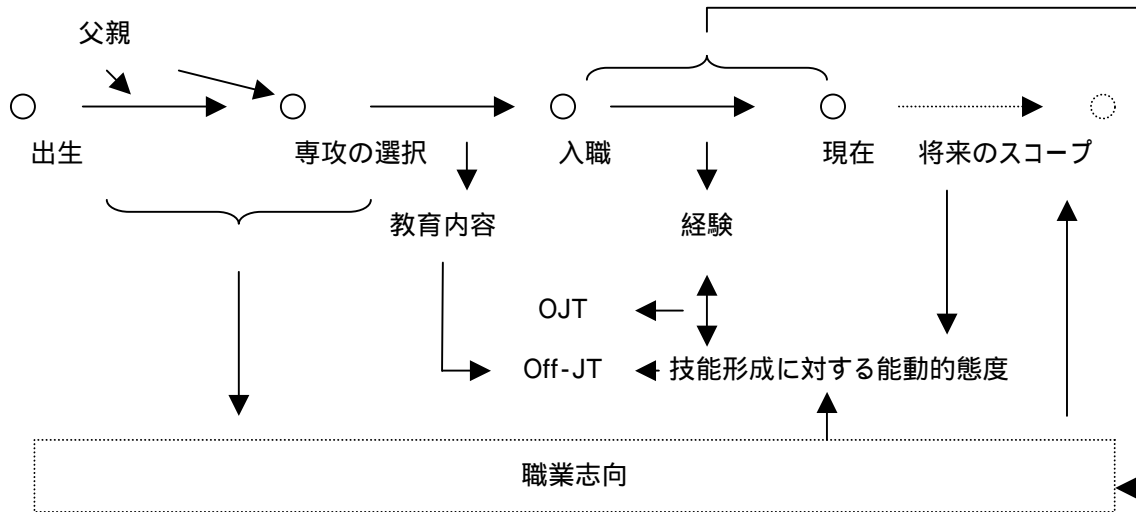 父親
出生
専攻の選択
入職
現在
将来のスコープ
教育内容
経験
OJT
Off-JT
技能形成に対する能動的態度
職業志向